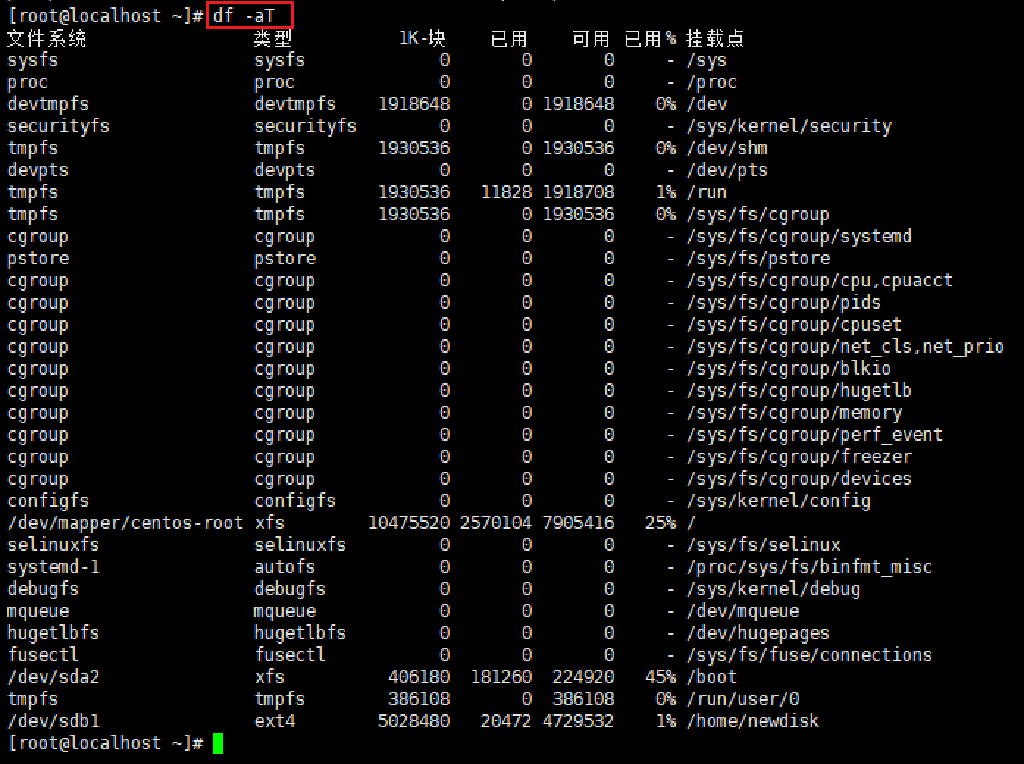 [root@localhost ~]# df -aT
文件系统 类型 1K-块 已用 可用 已用% 挂载点
sysfs sysfs 0 0 0 - /sys
proc proc 0 0 0 - /proc
devtmpfs devtmpfs 1918648 0 1918648 0% /dev
securityfs securityfs 0 0 0 - /sys/kernel/security
tmpfs tmpfs 1930536 0 1930536 0% /dev/shm
devpts devpts 0 0 0 - /dev/pts
tmpfs tmpfs 1930536 11828 1918708 1% /run
tmpfs tmpfs 1930536 0 1930536 0% /sys/fs/cgroup
cgroup cgroup 0 0 0 - /sys/fs/cgroup/systemd
pstore pstore 0 0 0 - /sys/fs/pstore
cgroup cgroup 0 0 0 - /sys/fs/cgroup/cpu,cpuacct
cgroup cgroup 0 0 0 - /sys/fs/cgroup/pids
cgroup cgroup 0 0 0 - /sys/fs/cgroup/cpuset
cgroup cgroup 0 0 0 - /sys/fs/cgroup/net_cls,net_prio
cgroup cgroup 0 0 0 - /sys/fs/cgroup/blkio
cgroup cgroup 0 0 0 - /sys/fs/cgroup/hugetlb
cgroup cgroup 0 0 0 - /sys/fs/cgroup/memory
cgroup cgroup 0 0 0 - /sys/fs/cgroup/perf_event
cgroup cgroup 0 0 0 - /sys/fs/cgroup/freezer
cgroup cgroup 0 0 0 - /sys/fs/cgroup/devices
configfs configfs 0 0 0 - /sys/kernel/config
/dev/mapper/centos-root xfs 10475520 2570104 7905416 25% /
selinuxfs selinuxfs 0 0 0 - /sys/fs/selinux
systemd-1 autofs 0 0 0 - /proc/sys/fs/binfmt_misc
debugfs debugfs 0 0 0 - /sys/kernel/debug
mqueue mqueue 0 0 0 - /dev/mqueue
hugetlbfs hugetlbfs 0 0 0 - /dev/hugepages
fusectl fusectl 0 0 0 - /sys/fs/fuse/connections
/dev/sda2 xfs 406180 181260 224920 45% /boot
tmpfs tmpfs 386108 0 386108 0% /run/user/0
/dev/sdb1 ext4 5028480 20472 4729532 1% /home/newdisk
[root@localhost ~]#